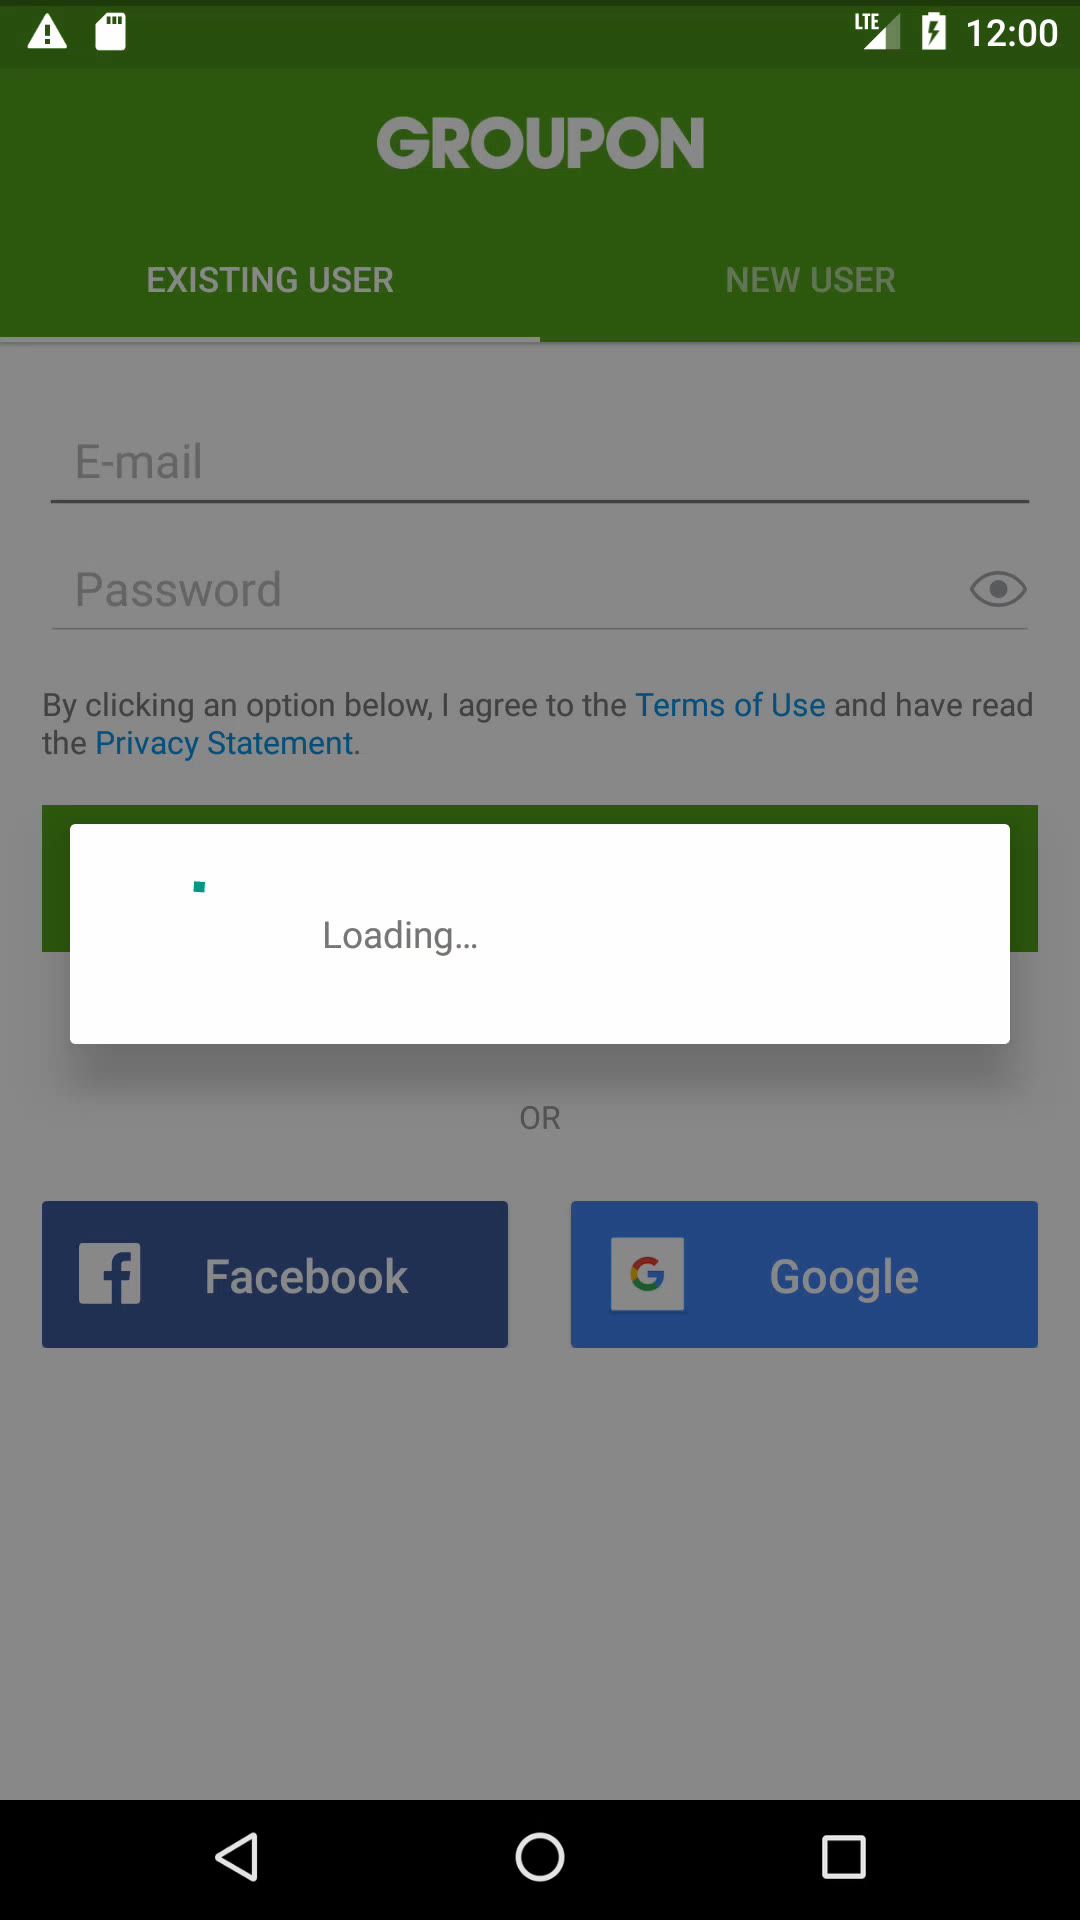 LTE 12:00
GROUPON
EXISTING USER NEW USER
E-mail
Password
By clicking an option below, I agree to the Terms of Use and have read
the Privacy Statement.
Loading...
OR
Facebook Google